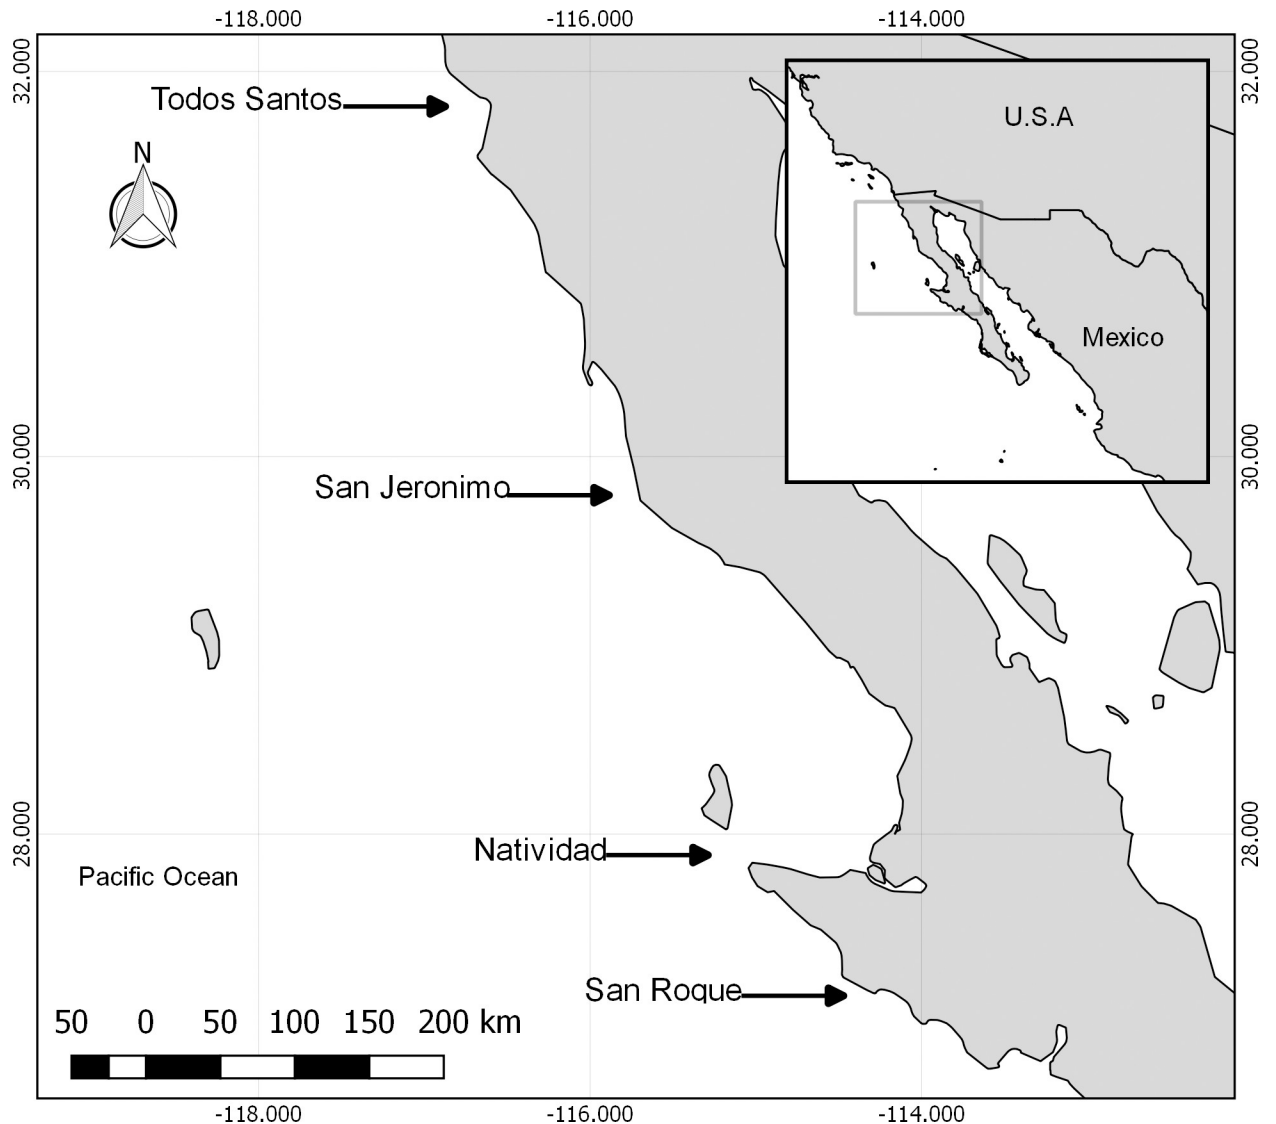 -118.000 -116.000 -114.000
32.000
32.000
Todos Santos
U.S.A
N
Mexico
30.000
30.000
San Jeronimo
28.000
28.000
Natividad
Pacific Ocean
San Roque
50 0 50 100 150 200 km
-118.000 -116.000 -114.000